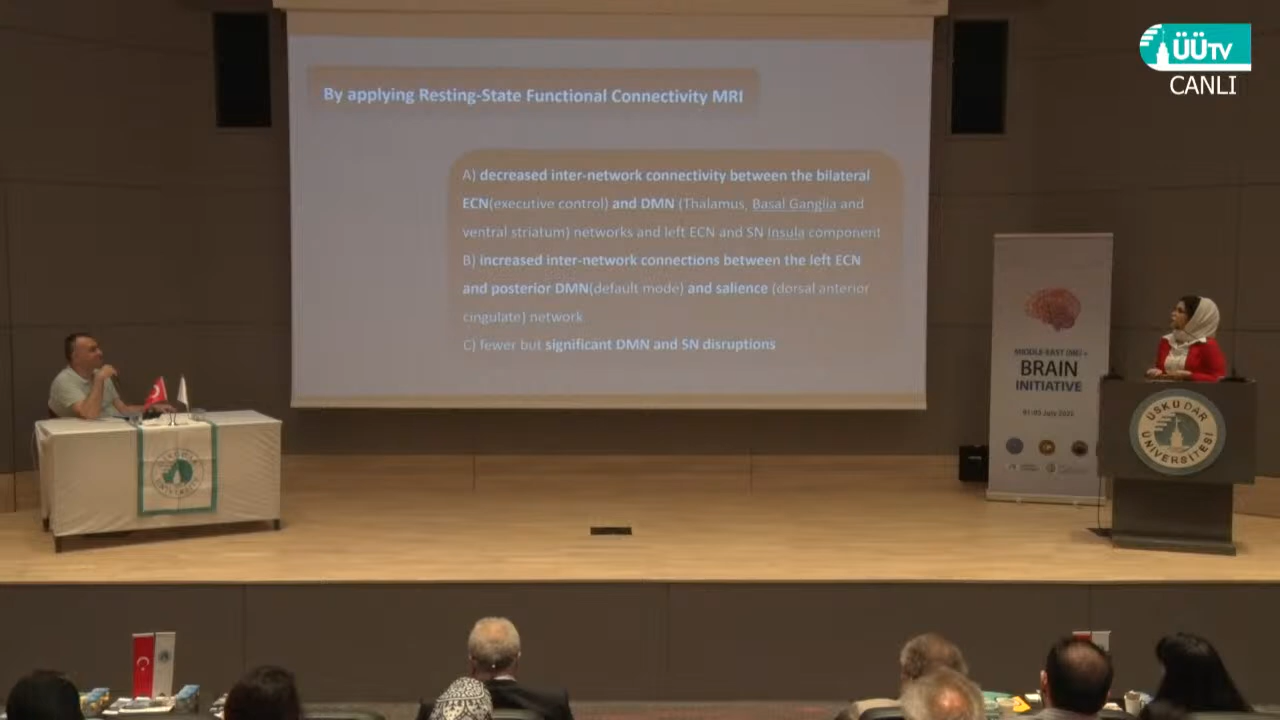 ÜÜTV
CANLI
By applying Resting-State Functional Connectivity MRI
A) decreased inter-network connectivity between the bilateral
ECN(executive control) and DMN (Thalamus, Basal Ganglia and
ventral striatum) networks and left ECN and SN Insula component
B) increased inter-network connections between the left ECN
and posterior DMN(default mode) and salience (dorsal anterior
cingulate) network
C) fewer but significant DMN and SN disruptions
BRAIN
INITIATIVE
ÜSKÜDAR
ÜNİVERSİTESİ